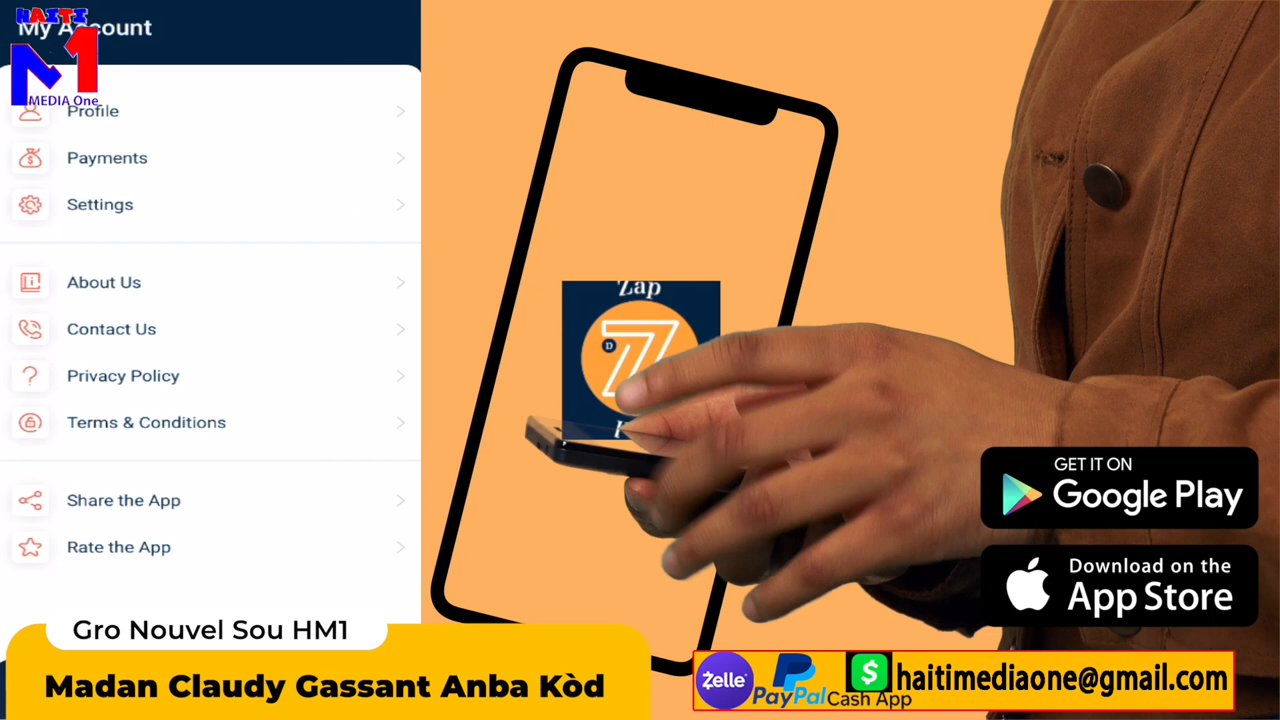 HAITI
My Account
M1
MEDIA One
Profile
Payments
Settings
About Us
Contact Us
Privacy Policy
Terms & Conditions
Share the App
Rate the App
Zap
D
7
GET IT ON
Google Play
Download on the
App Store
Gro Nouvel Sou HM1
Madan Claudy Gassant Anba Kòd
Zelle
PayPal
$
Cash App
haitimediaone@gmail.com